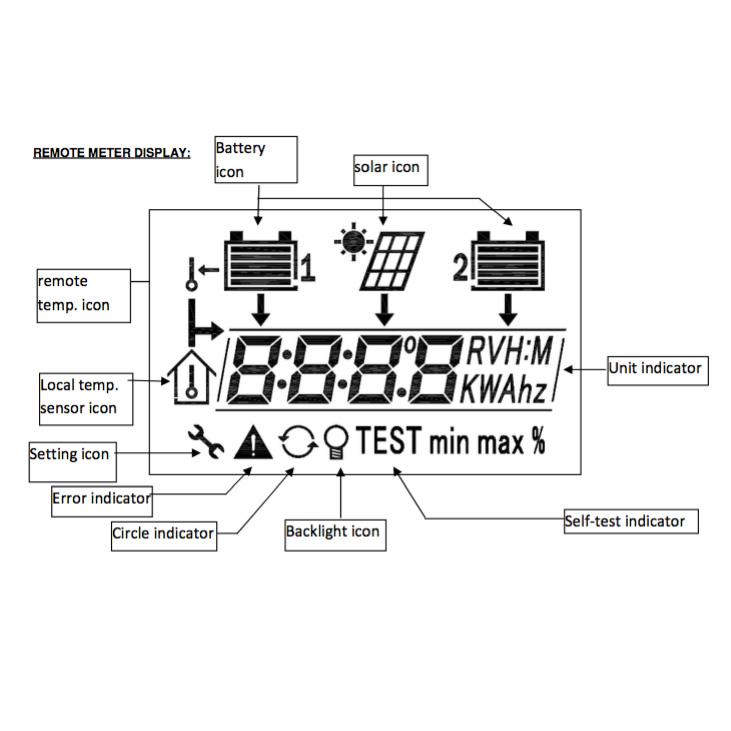 REMOTE METER DISPLAY:
Battery
icon
solar icon
remote
temp. icon
1
2
8:8:8.8
°
RVH:M
KWAhz
Unit indicator
Local temp.
sensor icon
Setting icon
TEST min max %
Error indicator
Circle indicator
Backlight icon
Self-test indicator